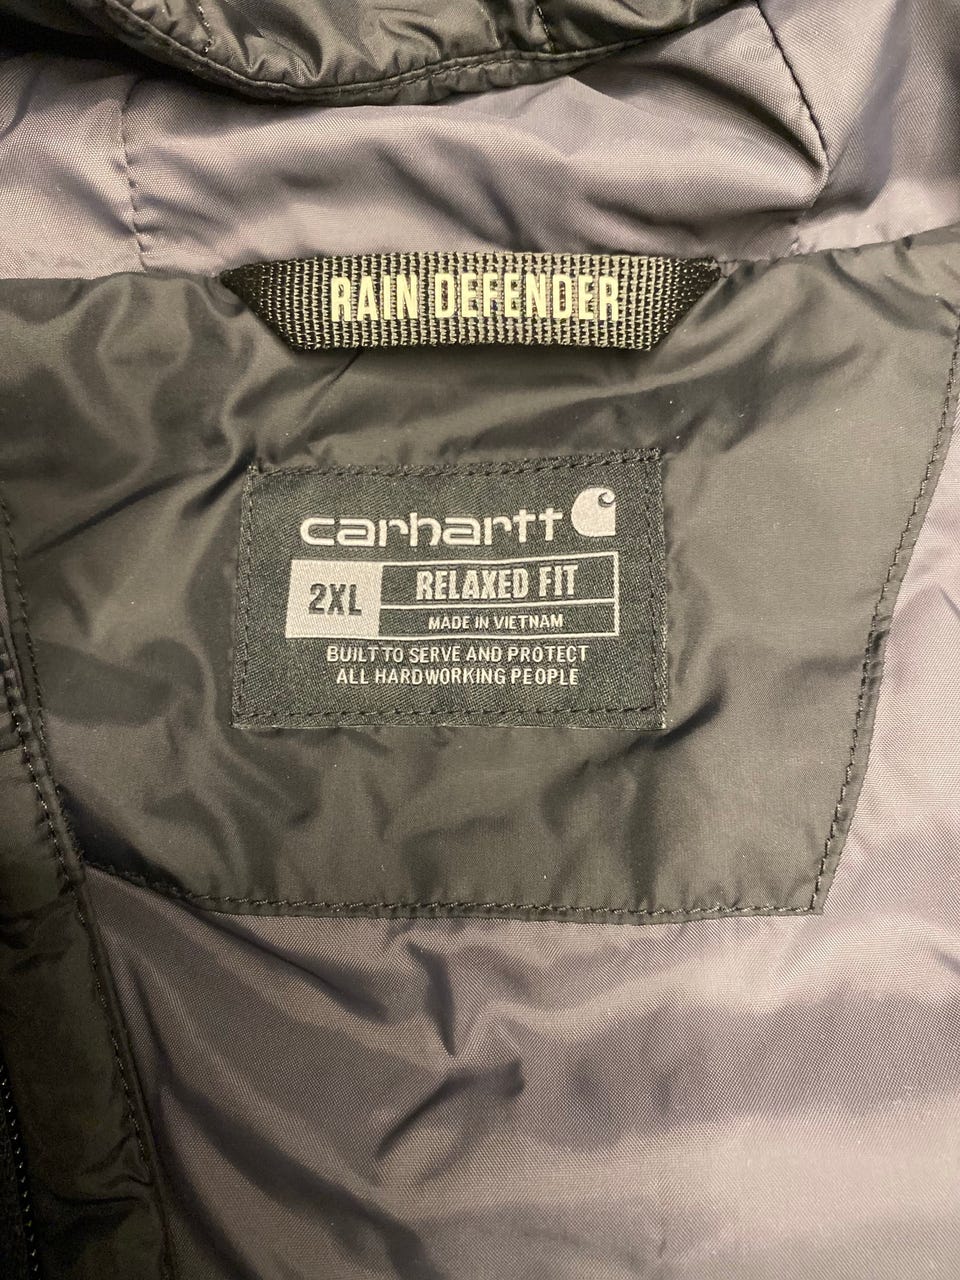 RAIN DEFENDER
carhartt
2XL
RELAXED FIT
MADE IN VIETNAM
BUILT TO SERVE AND PROTECT
ALL HARDWORKING PEOPLE